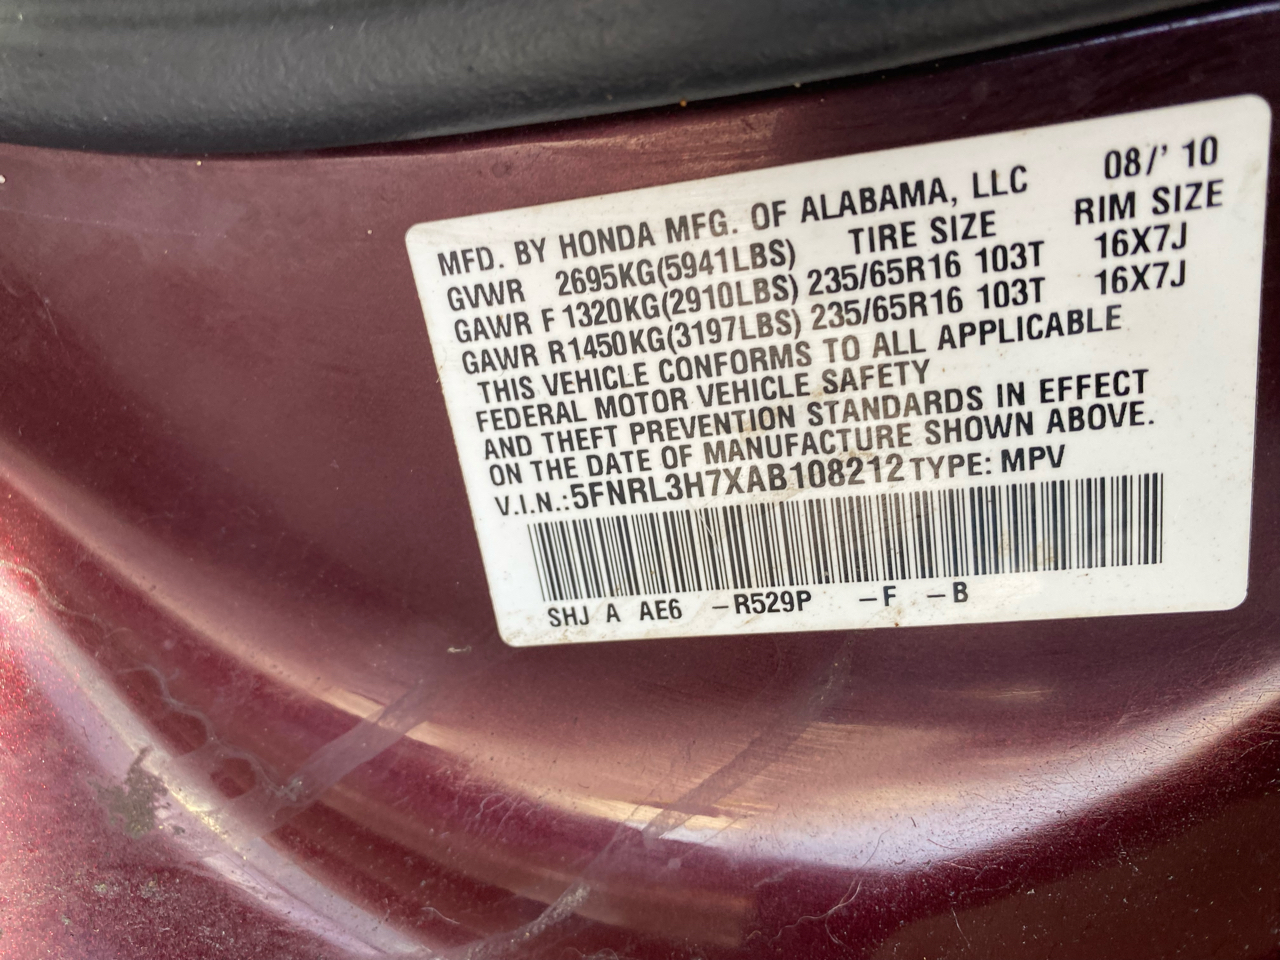 MFD. BY HONDA MFG. OF ALABAMA, LLC 08/' 10
GVWR 2695KG(5941LBS) TIRE SIZE RIM SIZE
GAWR F 1320KG(2910LBS) 235/65R16 103T 16X7J
GAWR R1450KG(3197LBS) 235/65R16 103T 16X7J
THIS VEHICLE CONFORMS TO ALL APPLICABLE
FEDERAL MOTOR VEHICLE SAFETY
AND THEFT PREVENTION STANDARDS IN EFFECT
ON THE DATE OF MANUFACTURE SHOWN ABOVE.
V.I.N.:5FNRL3H7XAB108212 TYPE: MPV
SHJ A AE6 -R529P -F -B